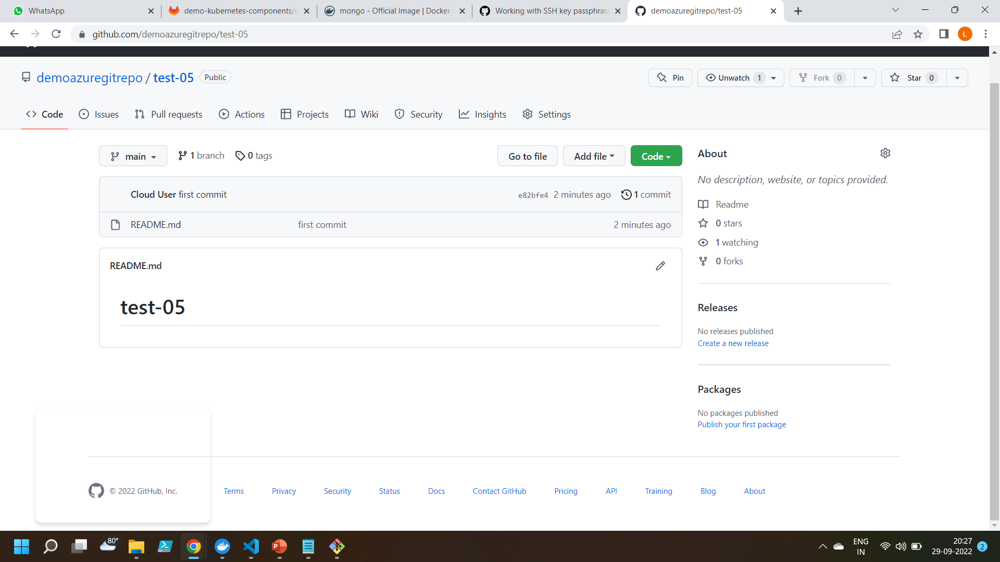 WhatsApp
demo-kubernetes-components/
mongo - Official Image | Docker
Working with SSH key passphras
demoazuregitrepo/test-05
github.com/demoazuregitrepo/test-05
L
demoazuregitrepo / test-05 Public
Pin
Unwatch 1
Fork 0
Star 0
Code
Issues
Pull requests
Actions
Projects
Wiki
Security
Insights
Settings
main
1 branch
0 tags
Go to file
Add file
Code
Cloud User first commit
e82bfe4 2 minutes ago
1 commit
README.md
first commit
2 minutes ago
README.md
test-05
About
No description, website, or topics provided.
Readme
0 stars
1 watching
0 forks
Releases
No releases published
Create a new release
Packages
No packages published
Publish your first package
© 2022 GitHub, Inc.
Terms
Privacy
Security
Status
Docs
Contact GitHub
Pricing
API
Training
Blog
About
80°
ENG
IN
20:27
29-09-2022
2